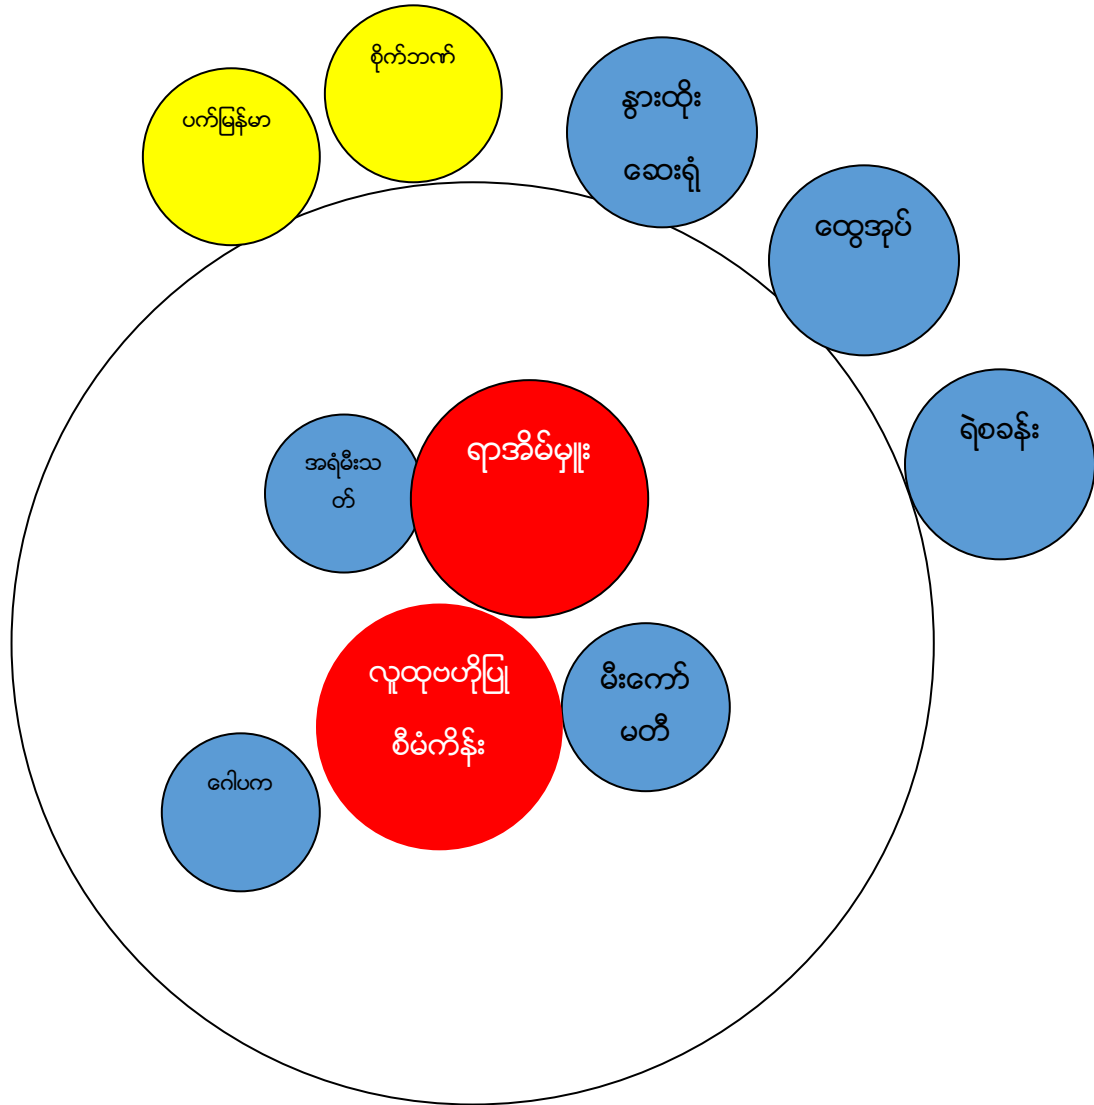 စိုက်ဘဏ်
ပက်မြန်မာ
နွားထိုး
ဆေးရုံ
ထွေအုပ်
ရဲစခန်း
ရာအိမ်မှူး
အရံမီးသ
တ်
လူထုဗဟိုပြု
စီမံကိန်း
မီးကော်
မတီ
ဂေါပက